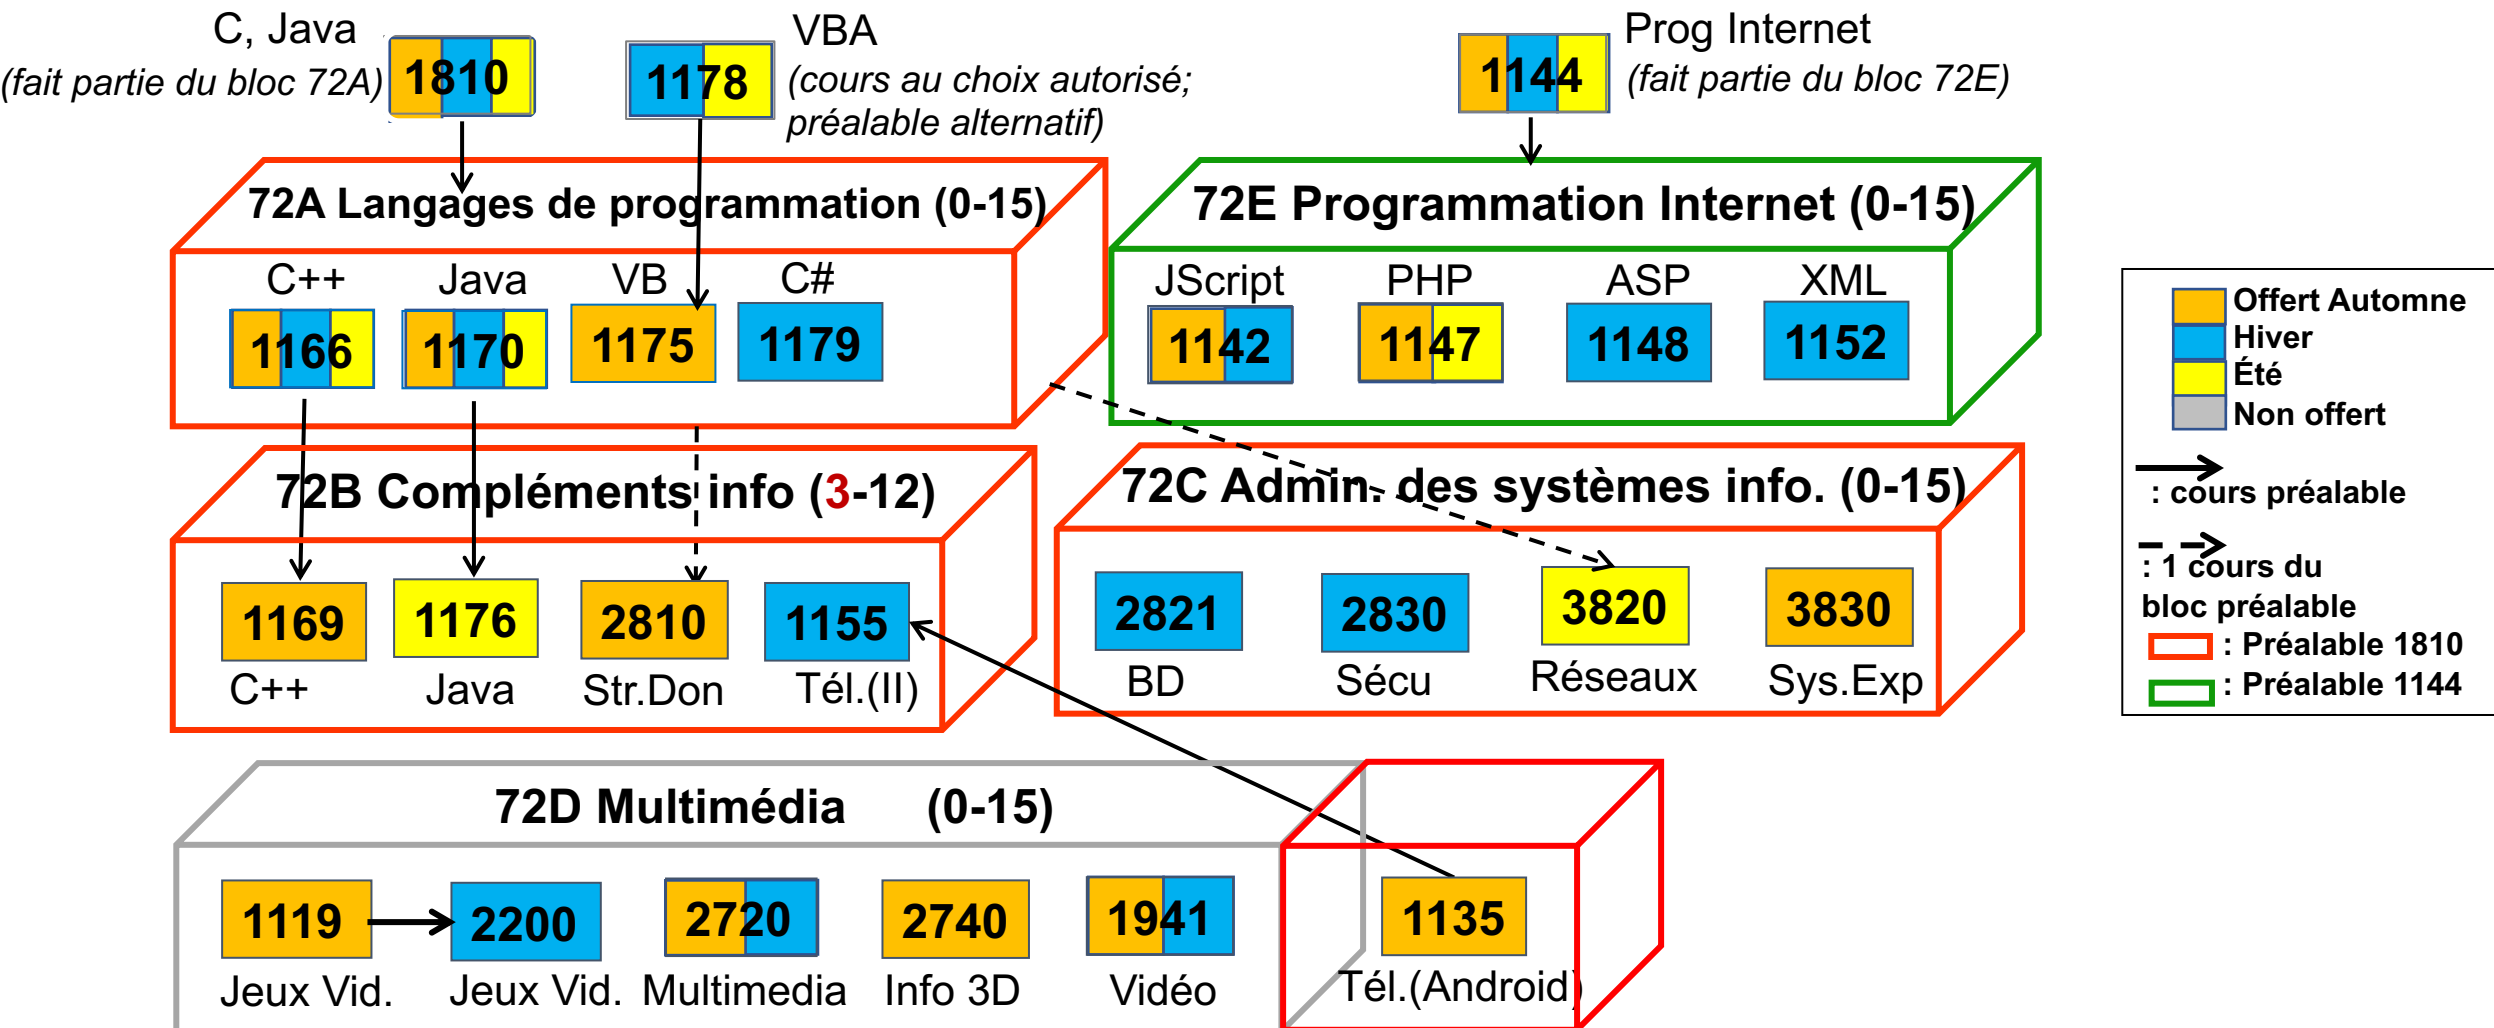 C, Java
(fait partie du bloc 72A)
1810
1178
VBA
(cours au choix autorisé;
préalable alternatif)
1144
Prog Internet
(fait partie du bloc 72E)
72A Langages de programmation (0-15)
C++
Java
VB
C#
1166
1170
1175
1179
72E Programmation Internet (0-15)
JScript
PHP
ASP
XML
1142
1147
1148
1152
Offert Automne
Hiver
Été
Non offert
: cours préalable
: 1 cours du
bloc préalable
: Préalable 1810
: Préalable 1144
72B Compléments info (3-12)
1169
1176
2810
1155
C++
Java
Str.Don
Tél.(II)
72C Admin. des systèmes info. (0-15)
2821
2830
3820
3830
BD
Sécu
Réseaux
Sys.Exp
72D Multimédia (0-15)
1119
2200
2720
2740
1941
1135
Jeux Vid.
Jeux Vid.
Multimedia
Info 3D
Vidéo
Tél.(Android)